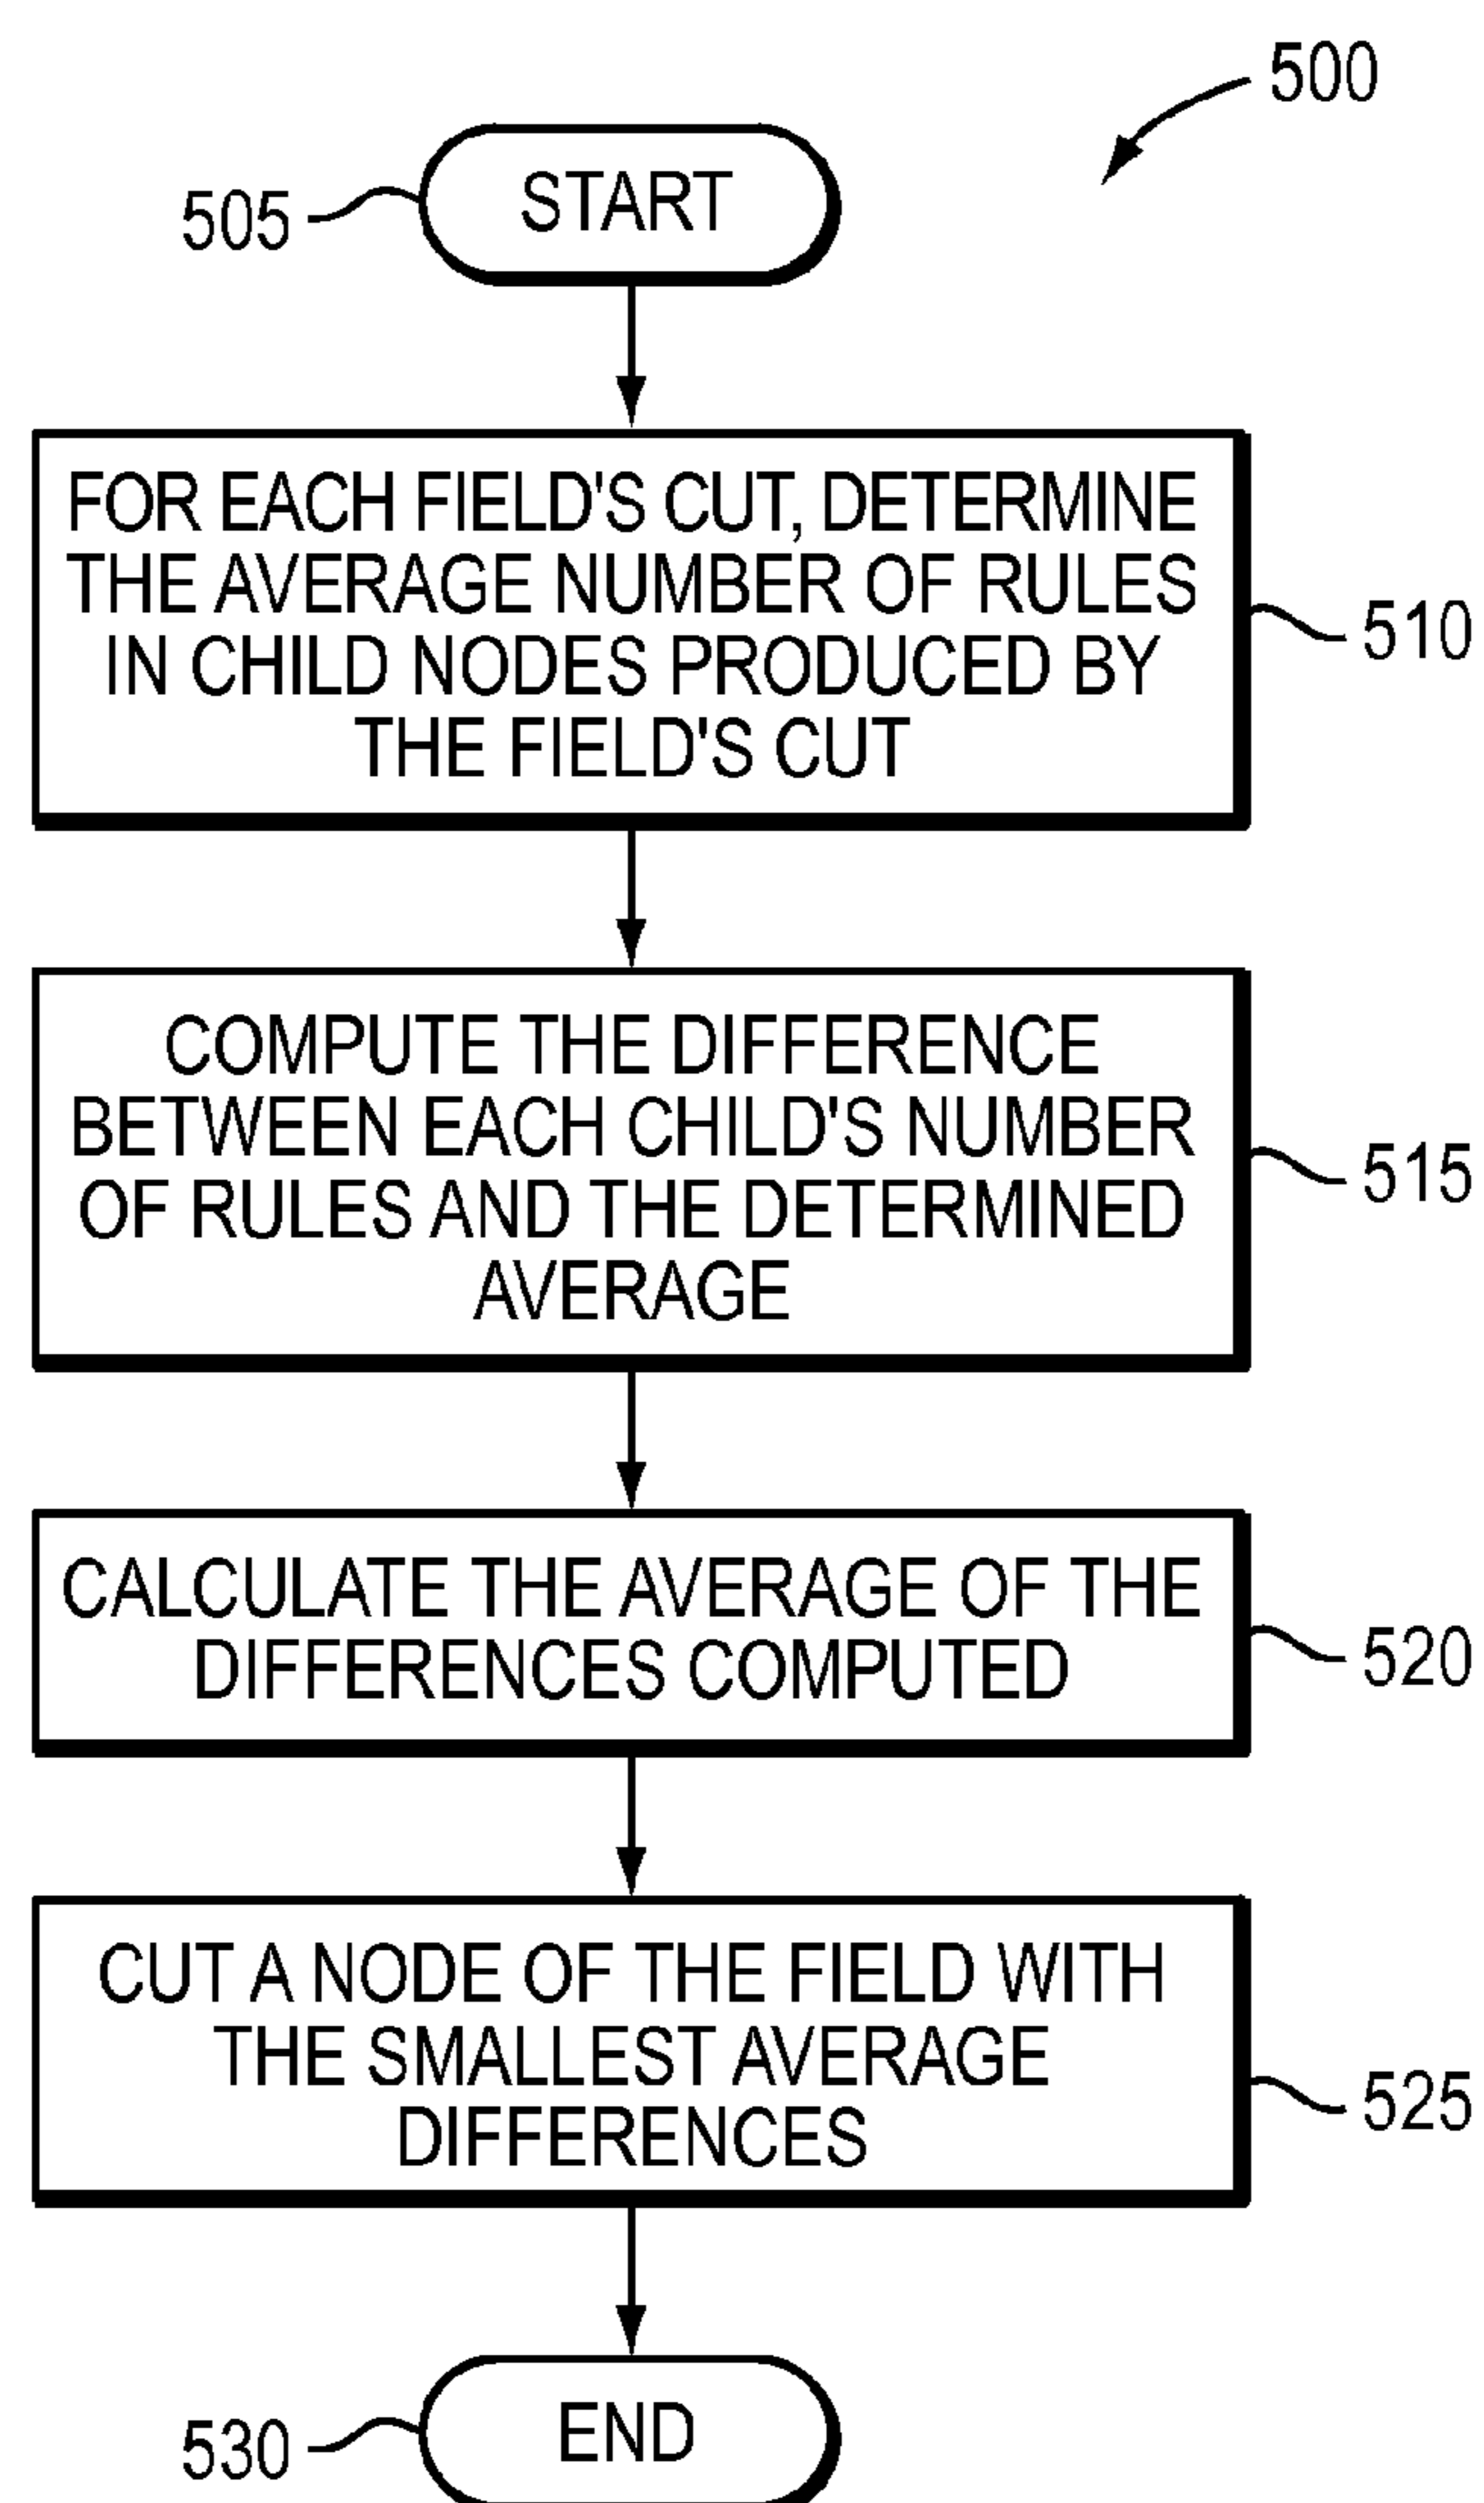 500
505
START
FOR EACH FIELD'S CUT, DETERMINE
THE AVERAGE NUMBER OF RULES
IN CHILD NODES PRODUCED BY
THE FIELD'S CUT
510
COMPUTE THE DIFFERENCE
BETWEEN EACH CHILD'S NUMBER
OF RULES AND THE DETERMINED
AVERAGE
515
CALCULATE THE AVERAGE OF THE
DIFFERENCES COMPUTED
520
CUT A NODE OF THE FIELD WITH
THE SMALLEST AVERAGE
DIFFERENCES
525
530
END